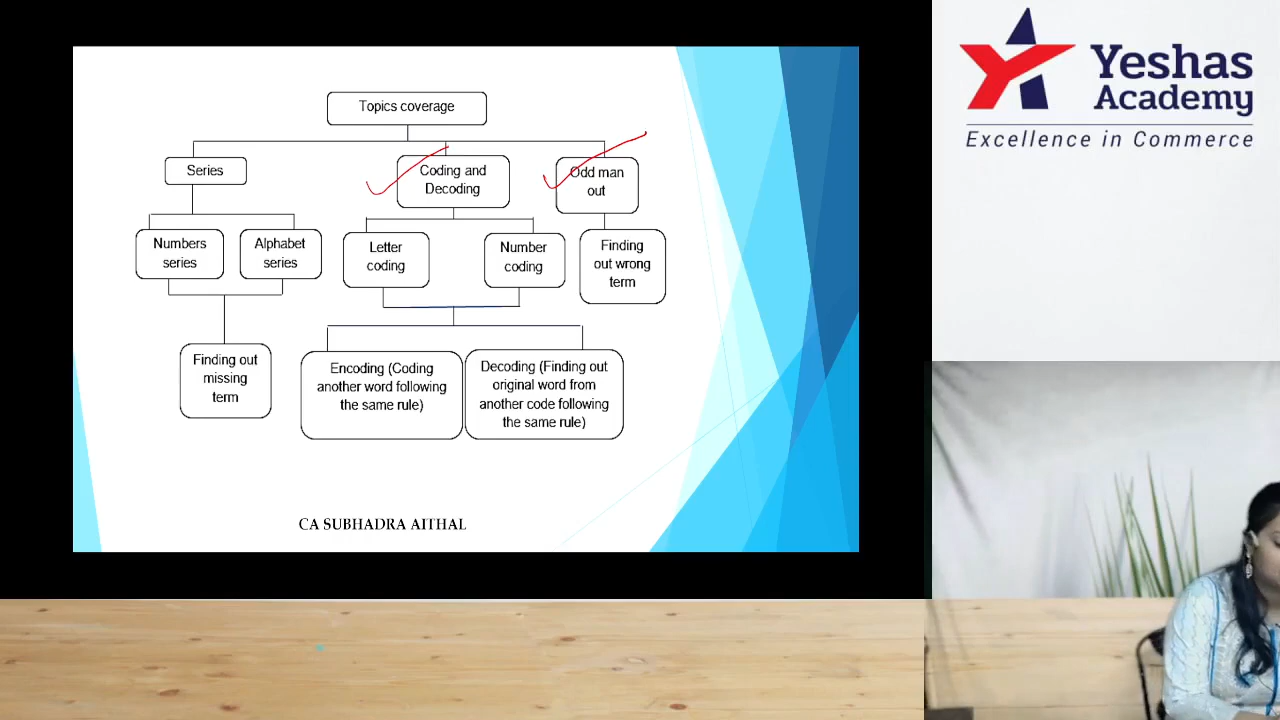 Topics coverage
Series
Coding and
Decoding
Odd man
out
Numbers
series
Alphabet
series
Letter
coding
Number
coding
Finding
out wrong
term
Finding out
missing
term
Encoding (Coding
another word following
the same rule)
Decoding (Finding out
original word from
another code following
the same rule)
CA SUBHADRA AITHAL
Yeshas
Academy
Excellence in Commerce